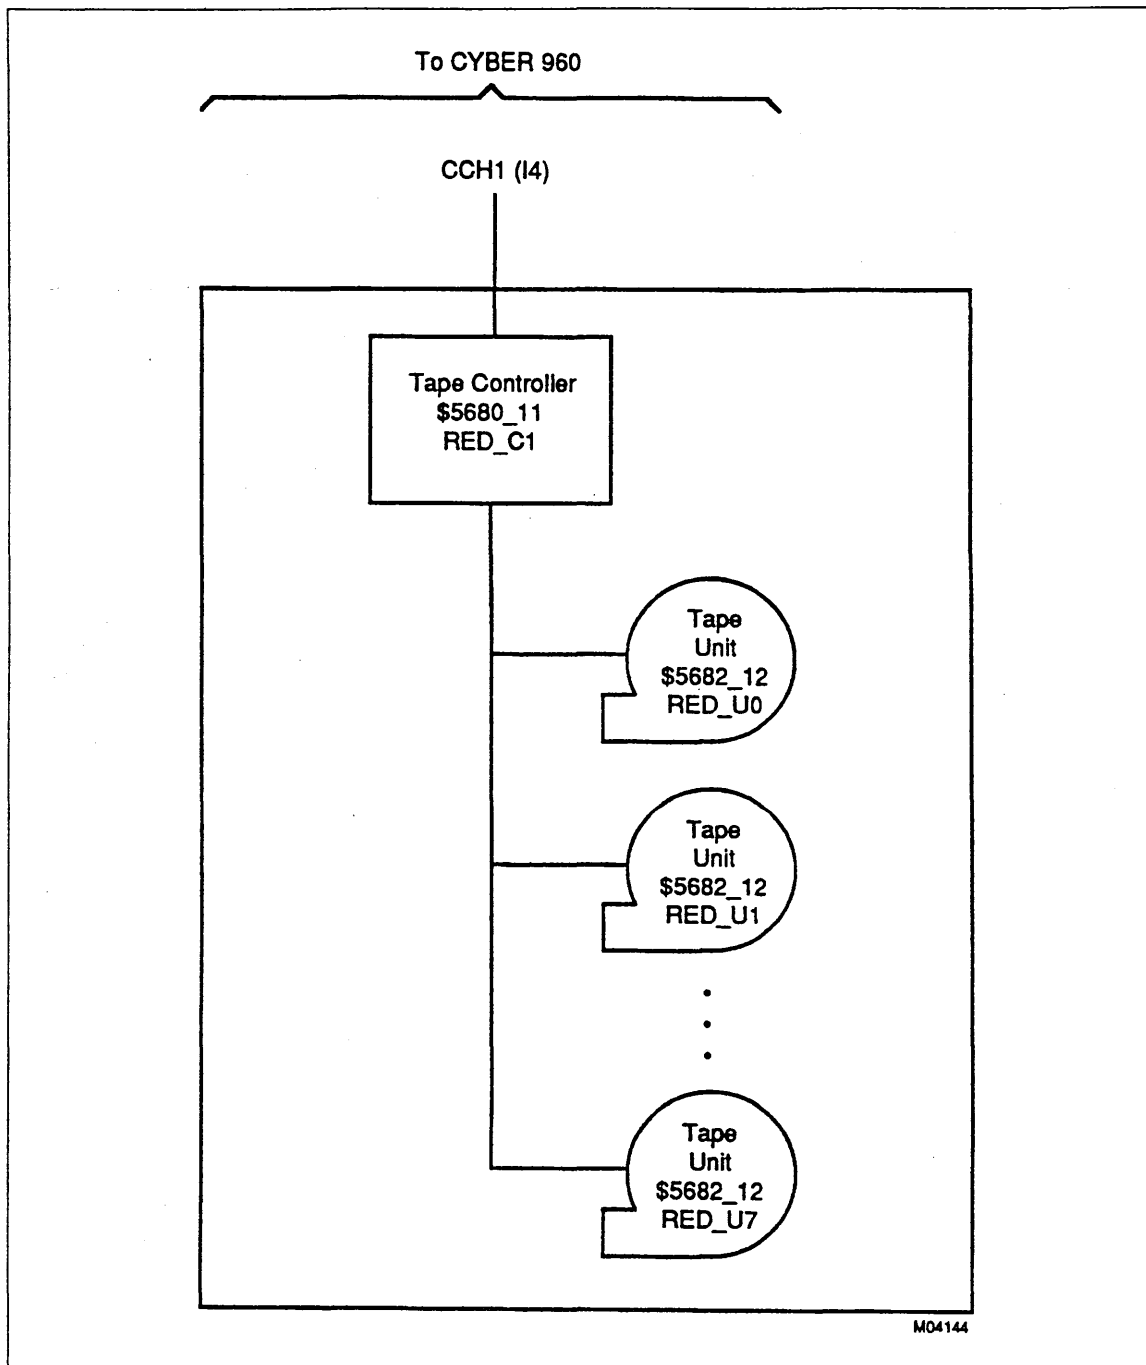 To CYBER 960
CCH1 (I4)
Tape Controller
$5680_11
RED_C1
Tape
Unit
$5682_12
RED_U0
Tape
Unit
$5682_12
RED_U1
Tape
Unit
$5682_12
RED_U7
M04144